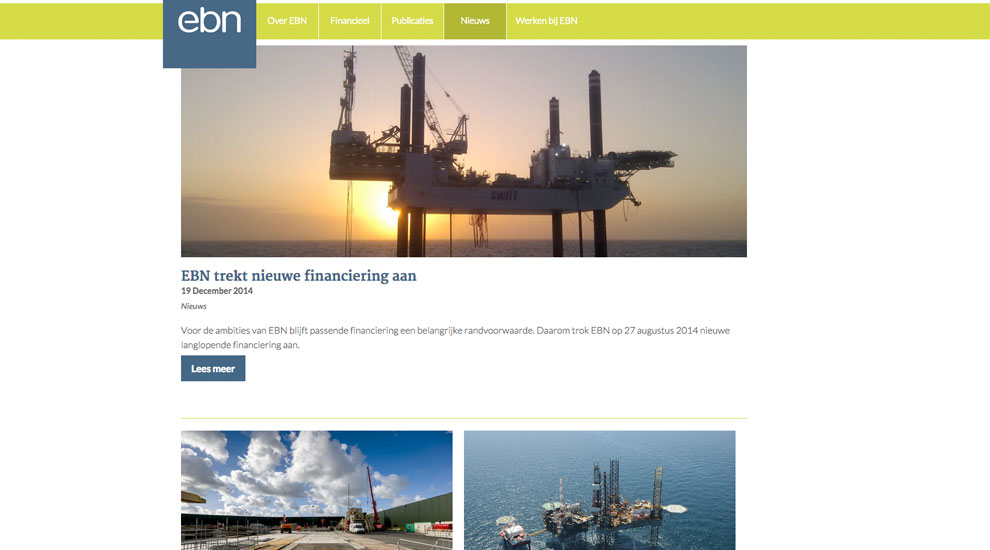 ebn
Over EBN
Financieel
Publicaties
Nieuws
Werken bij EBN
swift
EBN trekt nieuwe financiering aan
19 December 2014
Nieuws
Voor de ambities van EBN blijft passende financiering een belangrijke randvoorwaarde. Daarom trok EBN op 27 augustus 2014 nieuwe
langlopende financiering aan.
Lees meer